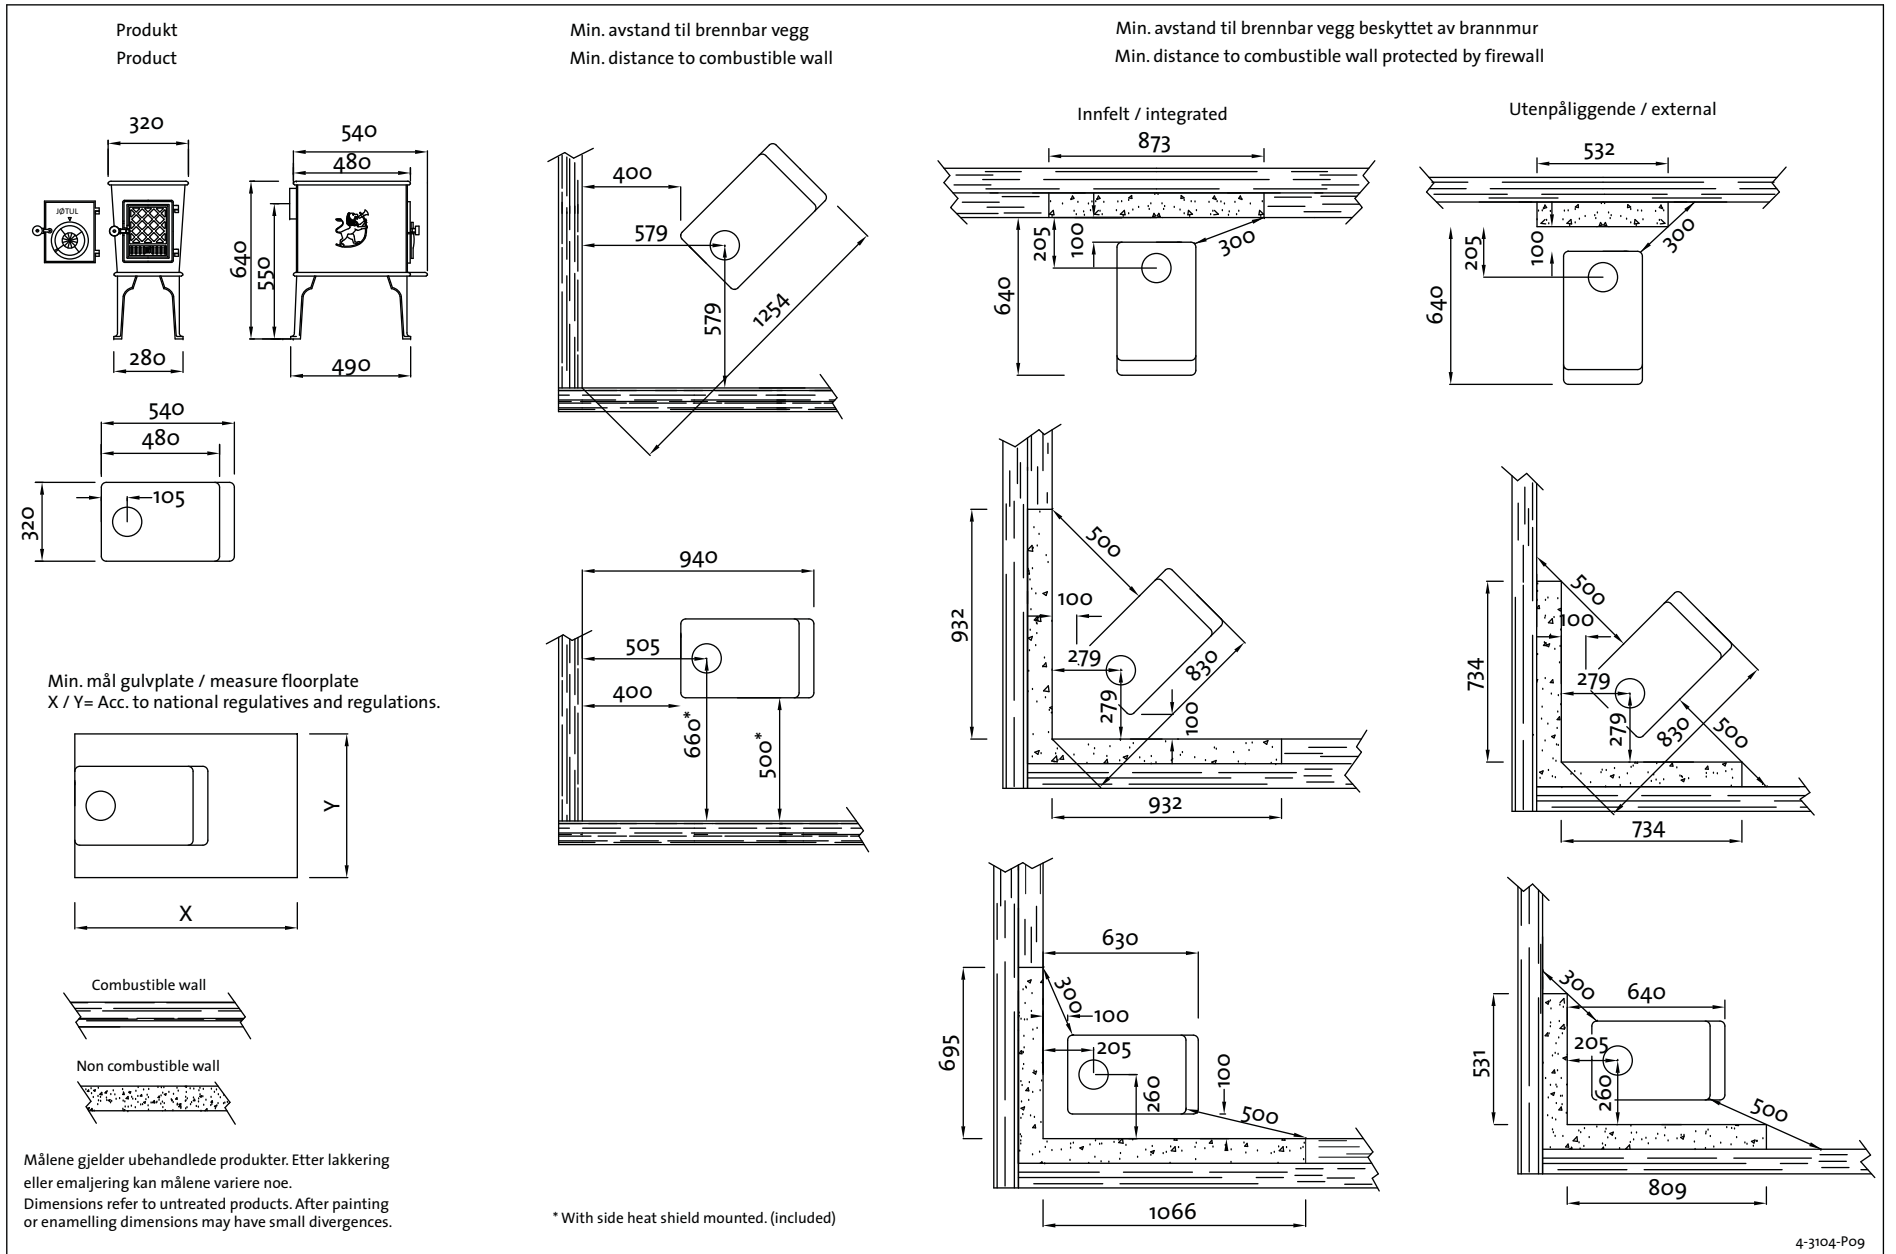 Produkt
Product
320
540
480
JØTUL
640
550
280
490
540
480
105
320
Min. mål gulvplate / measure floorplate
X / Y= Acc. to national regulatives and regulations.
Y
X
Combustible wall
Non combustible wall
Målene gjelder ubehandlede produkter. Etter lakkering
eller emaljering kan målene variere noe.
Dimensions refer to untreated products. After painting
or enamelling dimensions may have small divergences.
Min. avstand til brennbar vegg
Min. distance to combustible wall
400
579
579
1254
940
505
400
660*
500*
* With side heat shield mounted. (included)
Min. avstand til brennbar vegg beskyttet av brannmur
Min. distance to combustible wall protected by firewall
Innfelt / integrated
873
205
100
300
640
932
500
100
279
279
830
100
932
630
695
300
100
205
260
100
500
1066
Utenpåliggende / external
532
205
100
300
640
734
500
100
279
279
830
500
734
300
640
531
205
260
500
809
4-3104-P09